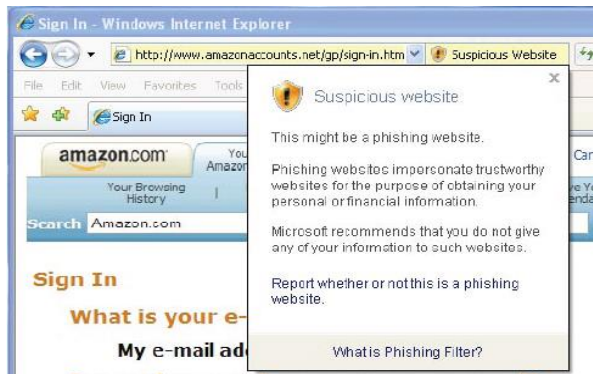 Sign In - Windows Internet Explorer
http://www.amazonaccounts.net/gp/sign-in.htm
Suspicious Website
File Edit View Favorites Tools
Sign In
Suspicious website
This might be a phishing website.
Phishing websites impersonate trustworthy
websites for the purpose of obtaining your
personal or financial information.
Microsoft recommends that you do not give
any of your information to such websites.
Report whether or not this is a phishing
website.
What is Phishing Filter?
amazon.com
You
Amazon
Car
Your Browsing
History
Search Amazon.com
Sign In
What is your e-
My e-mail add